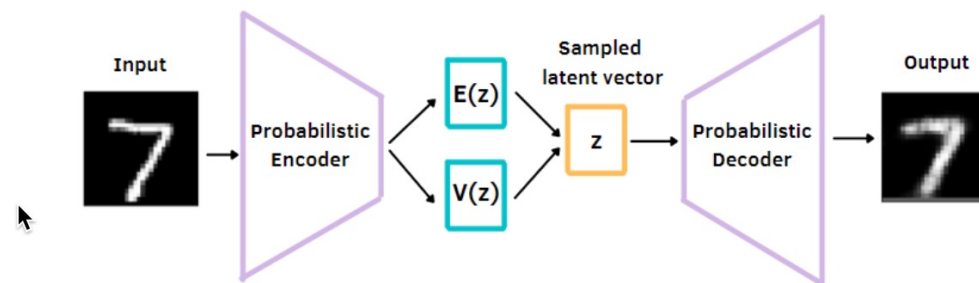 Input
Probabilistic
Encoder
E(z)
V(z)
Sampled
latent vector
z
Probabilistic
Decoder
Output